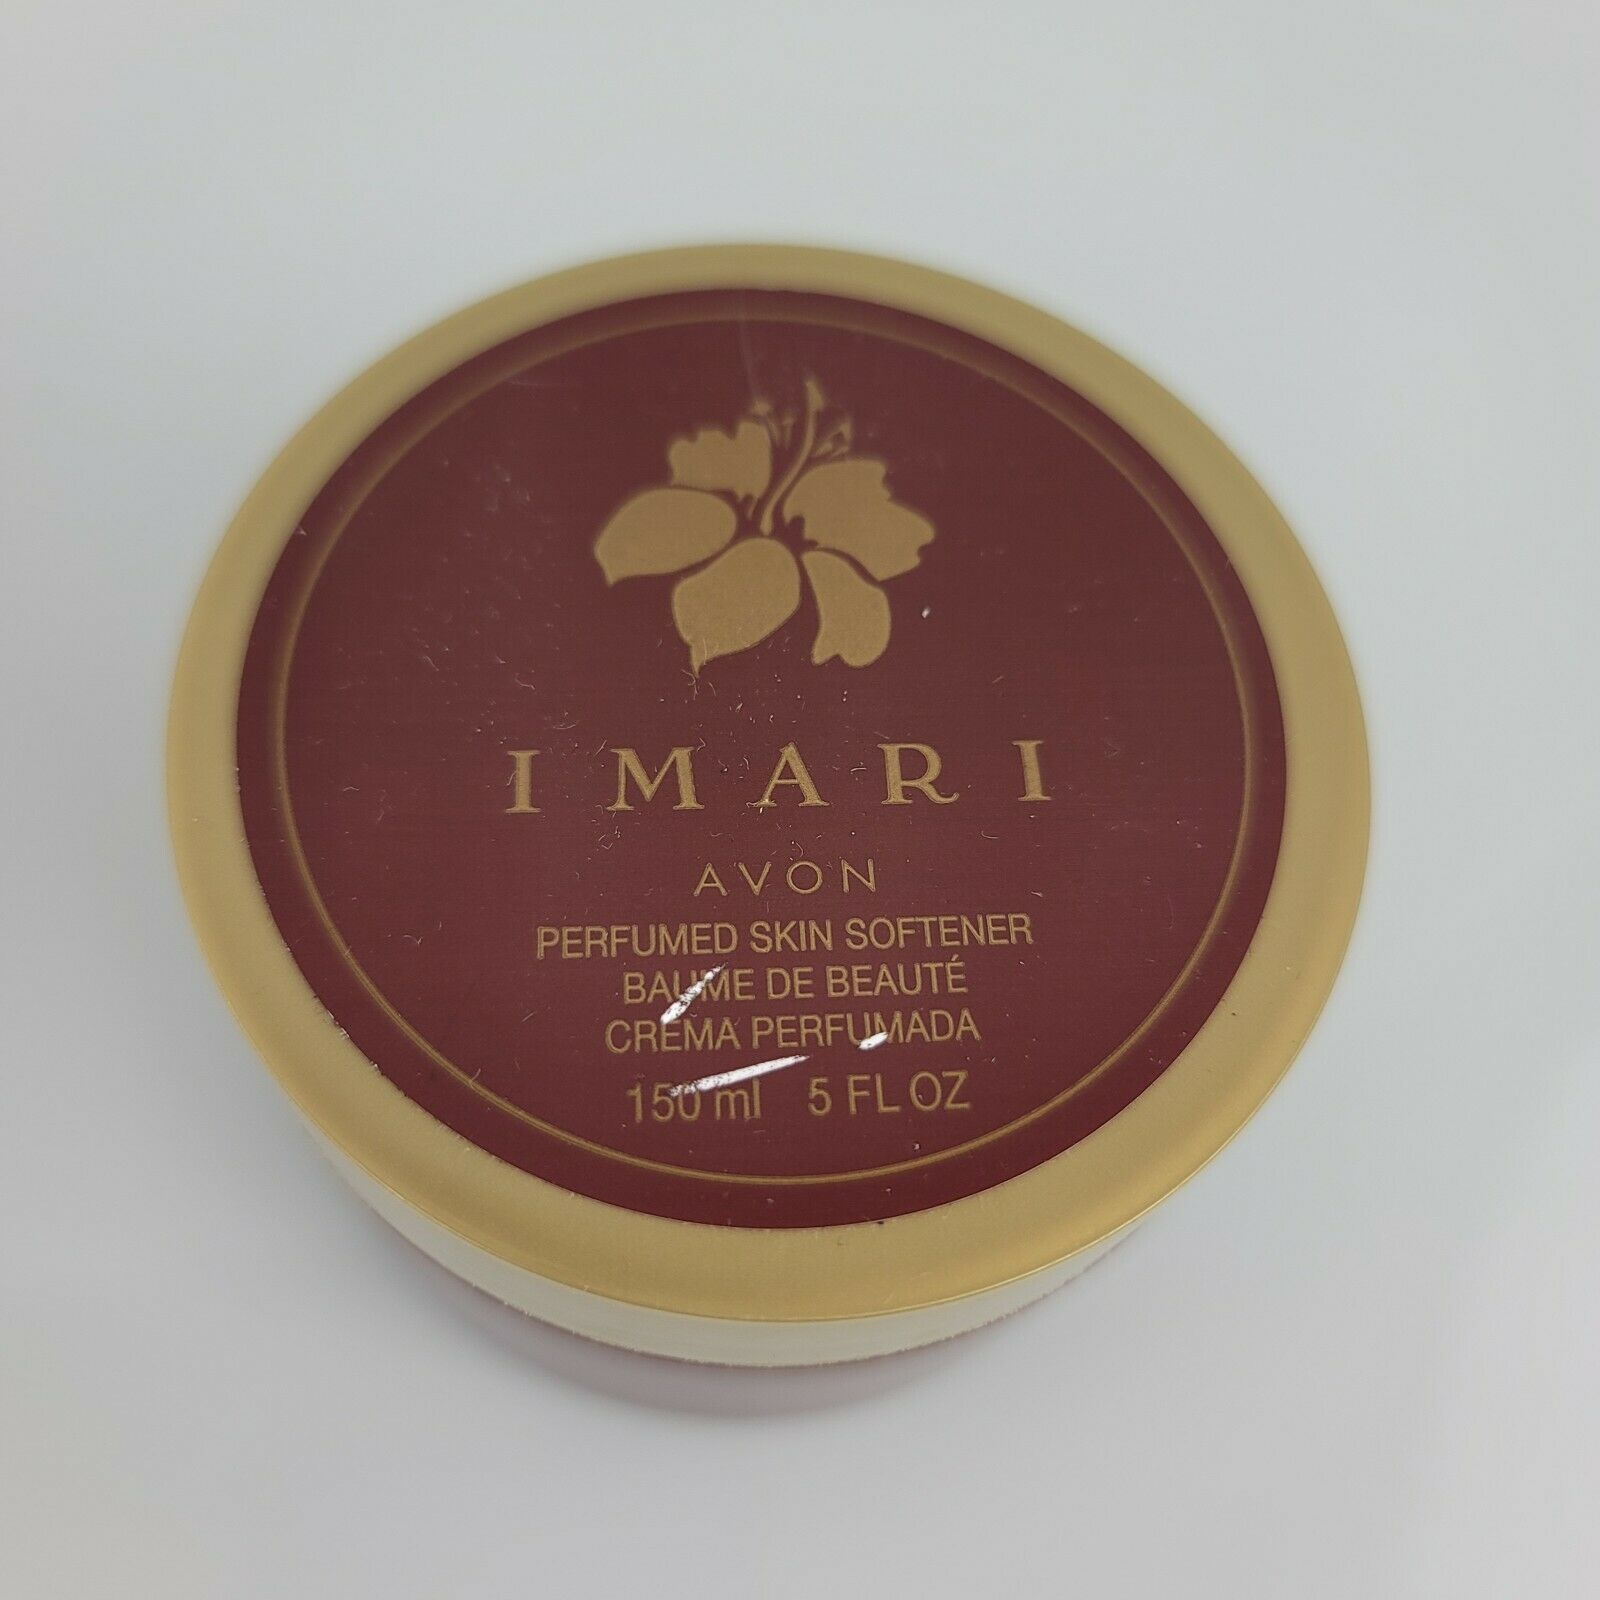 IMARI
AVON
PERFUMED SKIN SOFTENER
BAUME DE BEAUTÉ
CREMA PERFUMADA
150 ml 5 FL OZ